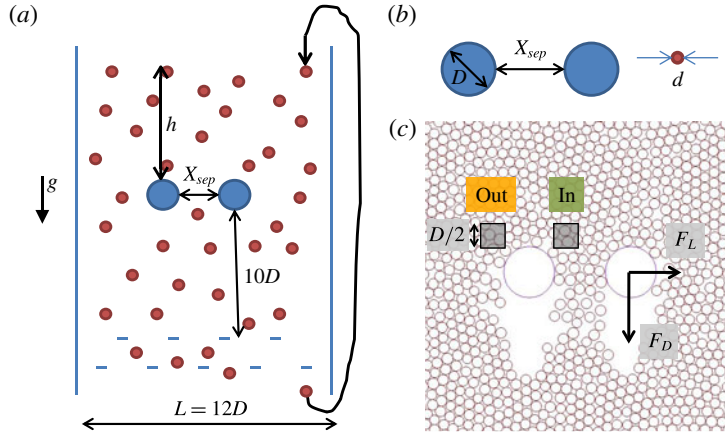 (a)
h
X_sep
g
10D
L = 12D
(b)
X_sep
D
d
(c)
Out
In
D/2
F_L
F_D